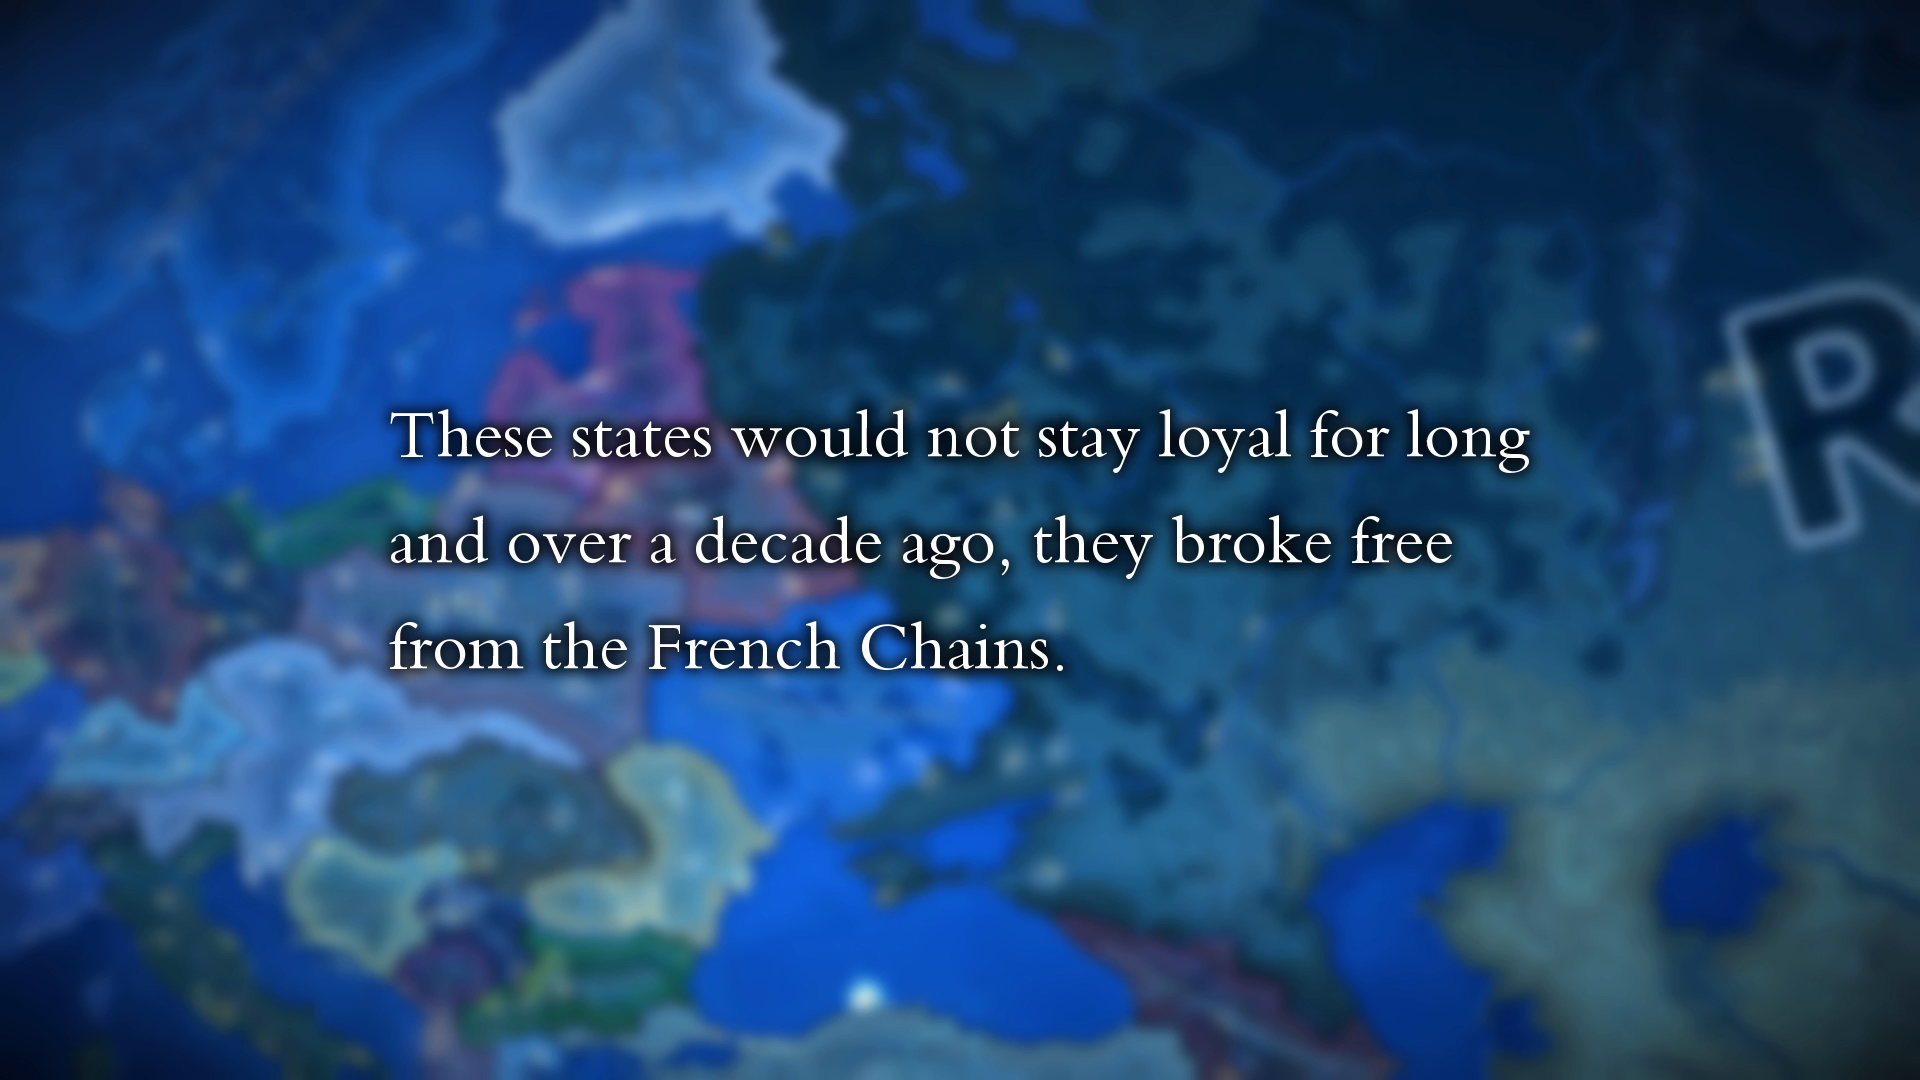 These states would not stay loyal for long
and over a decade ago, they broke free
from the French Chains.
R